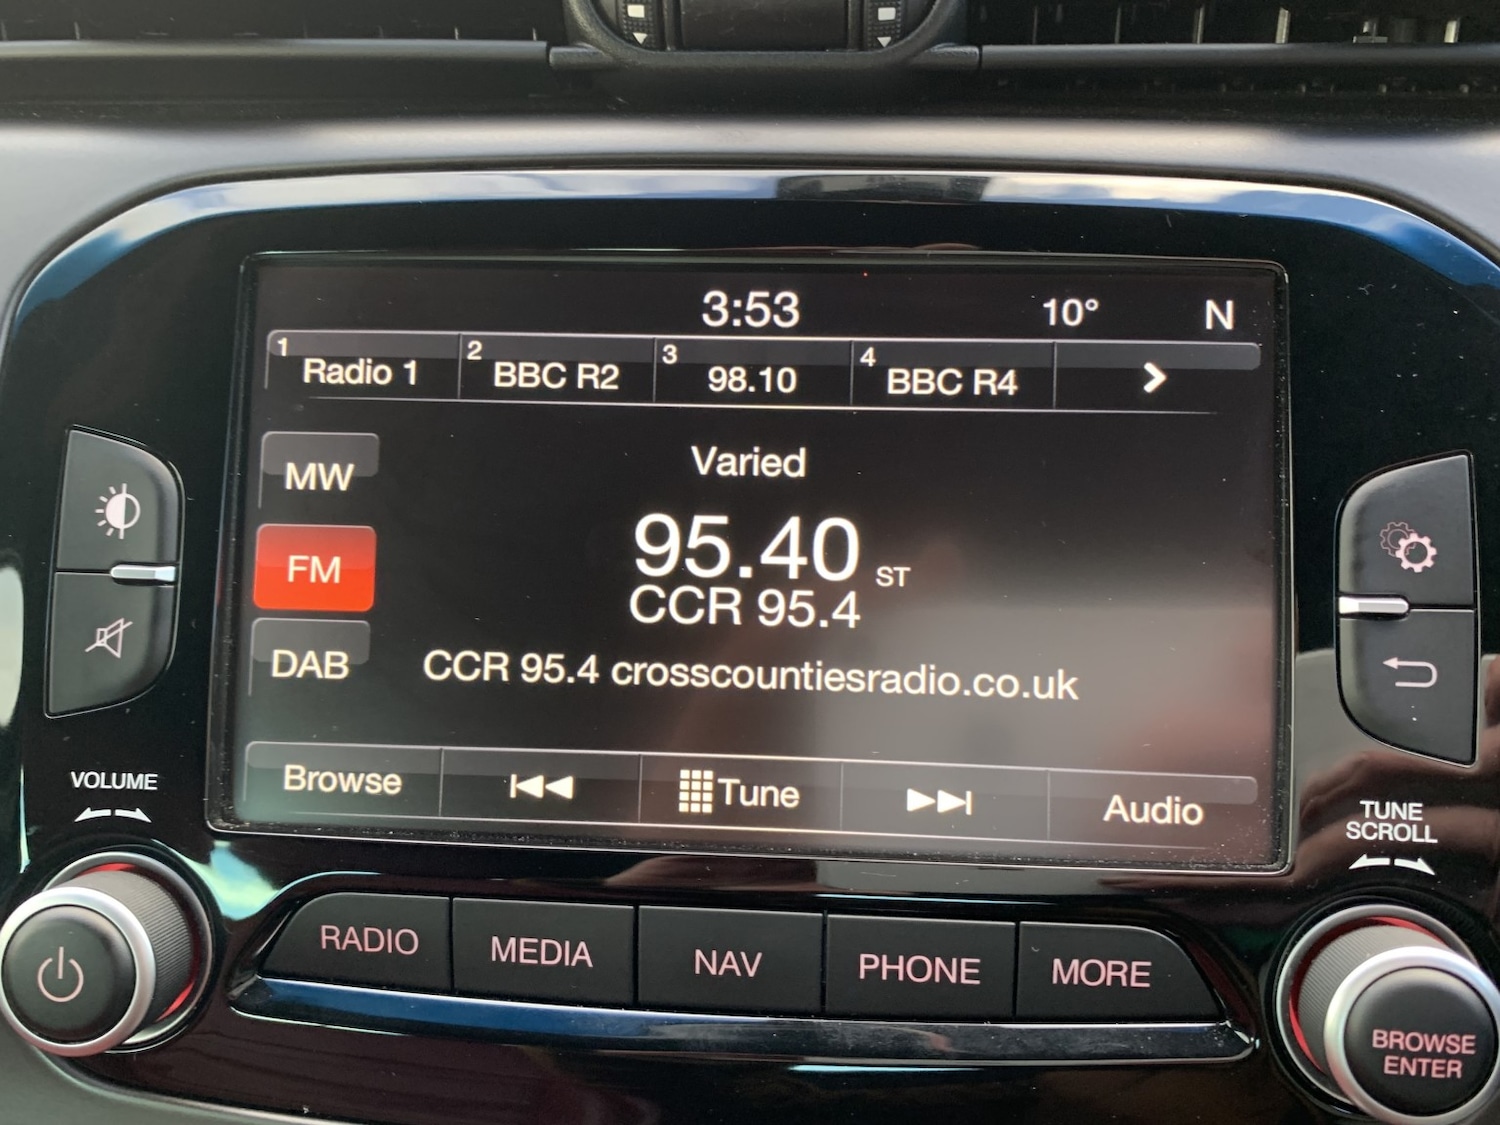 3:53 10° N
1 Radio 1 2 BBC R2 3 98.10 4 BBC R4
Varied
MW
95.40 ST
FM
CCR 95.4
DAB
CCR 95.4 crosscountiesradio.co.uk
Browse Tune Audio
VOLUME
TUNE
SCROLL
RADIO MEDIA NAV PHONE MORE
BROWSE
ENTER